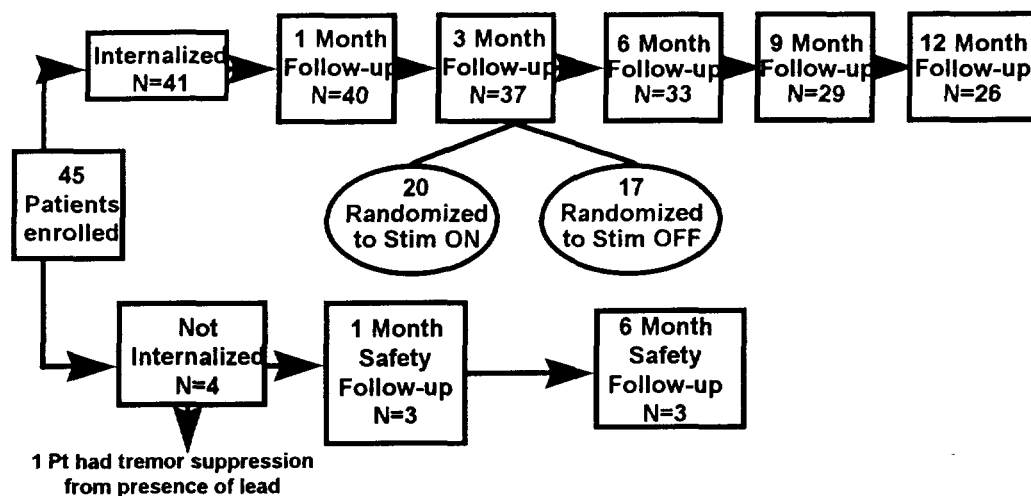 Internalized
N=41
1 Month
Follow-up
N=40
3 Month
Follow-up
N=37
6 Month
Follow-up
N=33
9 Month
Follow-up
N=29
12 Month
Follow-up
N=26
45
Patients
enrolled
20
Randomized
to Stim ON
17
Randomized
to Stim OFF
Not
Internalized
N=4
1 Month
Safety
Follow-up
N=3
6 Month
Safety
Follow-up
N=3
1 Pt had tremor suppression
from presence of lead